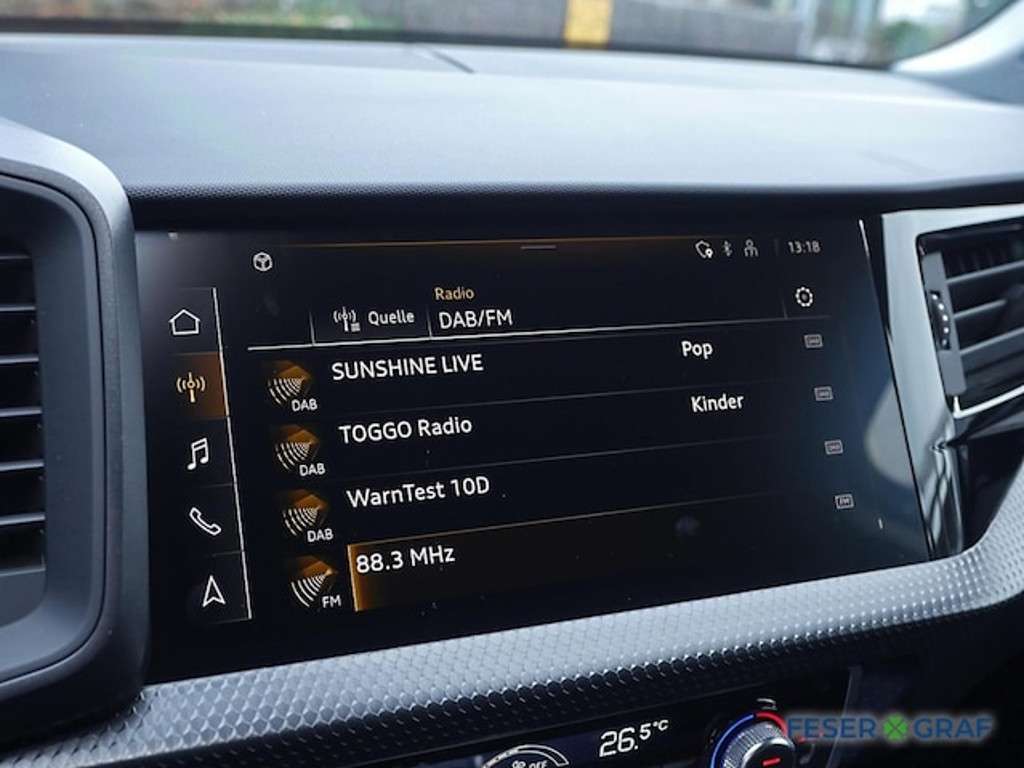 13:18
Radio
Quelle DAB/FM
SUNSHINE LIVE Pop
DAB
TOGGO Radio Kinder
DAB
WarnTest 10D
DAB
88.3 MHz
FM
26.5°C
OFF
FESER GRAF